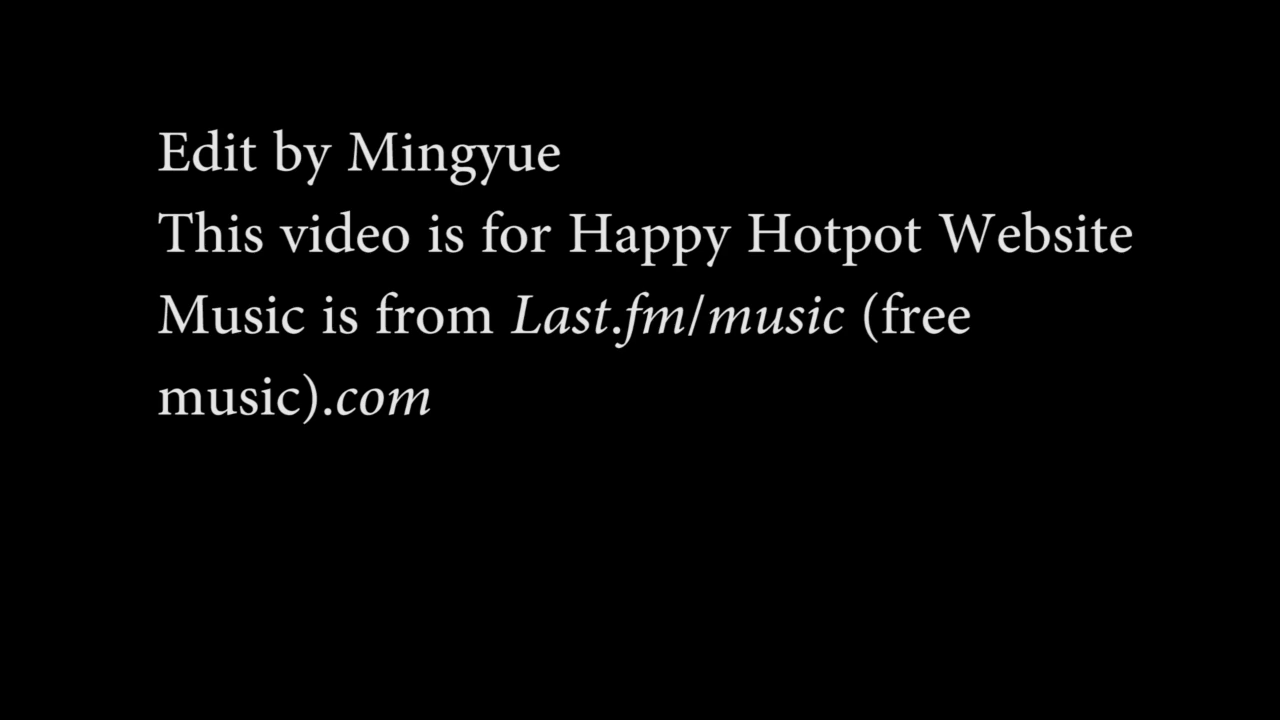 Edit by Mingyue
This video is for Happy Hotpot Website
Music is from Last.fm/music (free
music).com